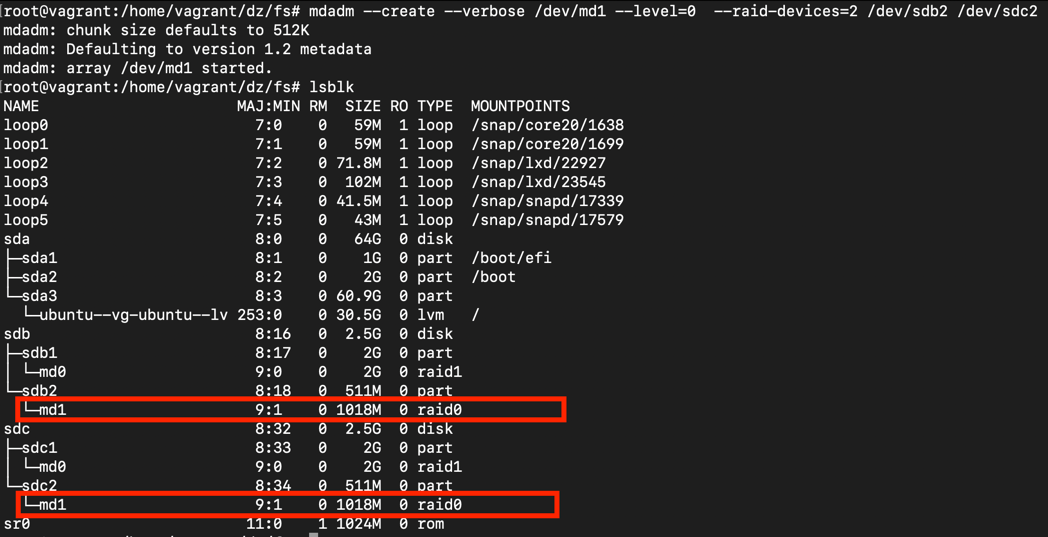 [root@vagrant:/home/vagrant/dz/fs# mdadm --create --verbose /dev/md1 --level=0  --raid-devices=2 /dev/sdb2 /dev/sdc2
mdadm: chunk size defaults to 512K
mdadm: Defaulting to version 1.2 metadata
mdadm: array /dev/md1 started.
[root@vagrant:/home/vagrant/dz/fs# lsblk
NAME                      MAJ:MIN RM  SIZE RO TYPE  MOUNTPOINTS
loop0                       7:0    0   59M  1 loop  /snap/core20/1638
loop1                       7:1    0   59M  1 loop  /snap/core20/1699
loop2                       7:2    0 71.8M  1 loop  /snap/lxd/22927
loop3                       7:3    0  102M  1 loop  /snap/lxd/23545
loop4                       7:4    0 41.5M  1 loop  /snap/snapd/17339
loop5                       7:5    0   43M  1 loop  /snap/snapd/17579
sda                         8:0    0   64G  0 disk
├─sda1                      8:1    0    1G  0 part  /boot/efi
├─sda2                      8:2    0    2G  0 part  /boot
└─sda3                      8:3    0 60.9G  0 part
  └─ubuntu--vg-ubuntu--lv 253:0    0 30.5G  0 lvm   /
sdb                         8:16   0  2.5G  0 disk
├─sdb1                      8:17   0    2G  0 part
│ └─md0                     9:0    0    2G  0 raid1
└─sdb2                      8:18   0  511M  0 part
  └─md1                     9:1    0 1018M  0 raid0
sdc                         8:32   0  2.5G  0 disk
├─sdc1                      8:33   0    2G  0 part
│ └─md0                     9:0    0    2G  0 raid1
└─sdc2                      8:34   0  511M  0 part
  └─md1                     9:1    0 1018M  0 raid0
sr0                        11:0    1 1024M  0 rom